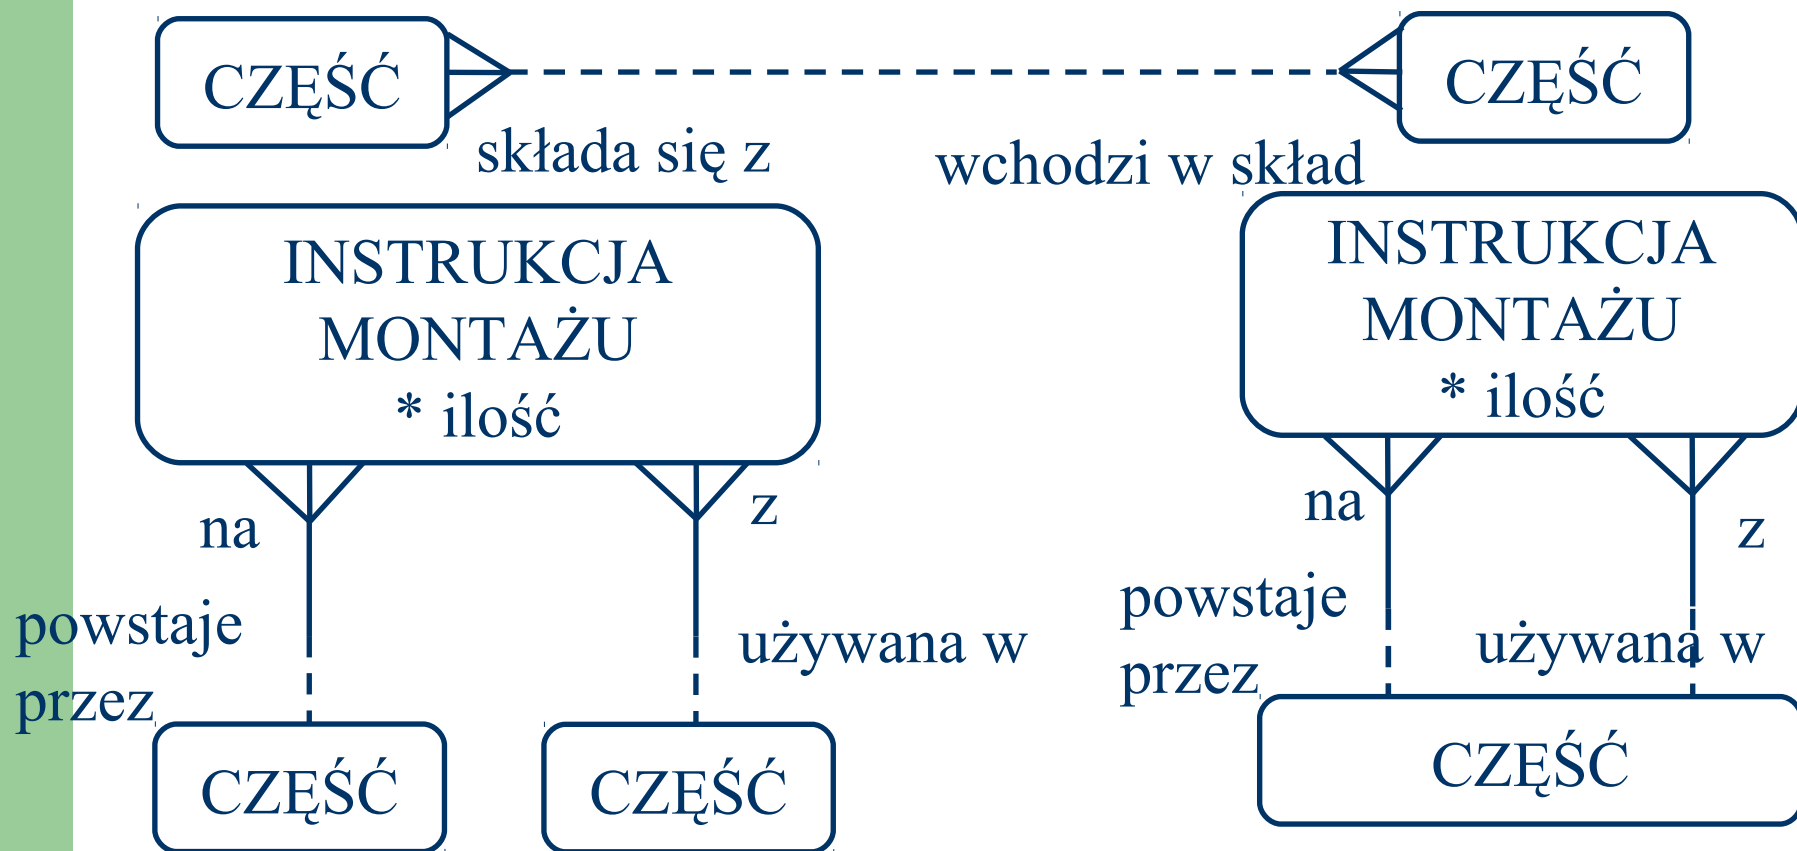 CZĘŚĆ
CZĘŚĆ
składa się z
wchodzi w skład
INSTRUKCJA
MONTAŻU
* ilość
na
z
powstaje
przez
używana w
CZĘŚĆ
CZĘŚĆ
INSTRUKCJA
MONTAŻU
* ilość
na
z
powstaje
przez
używana w
CZĘŚĆ